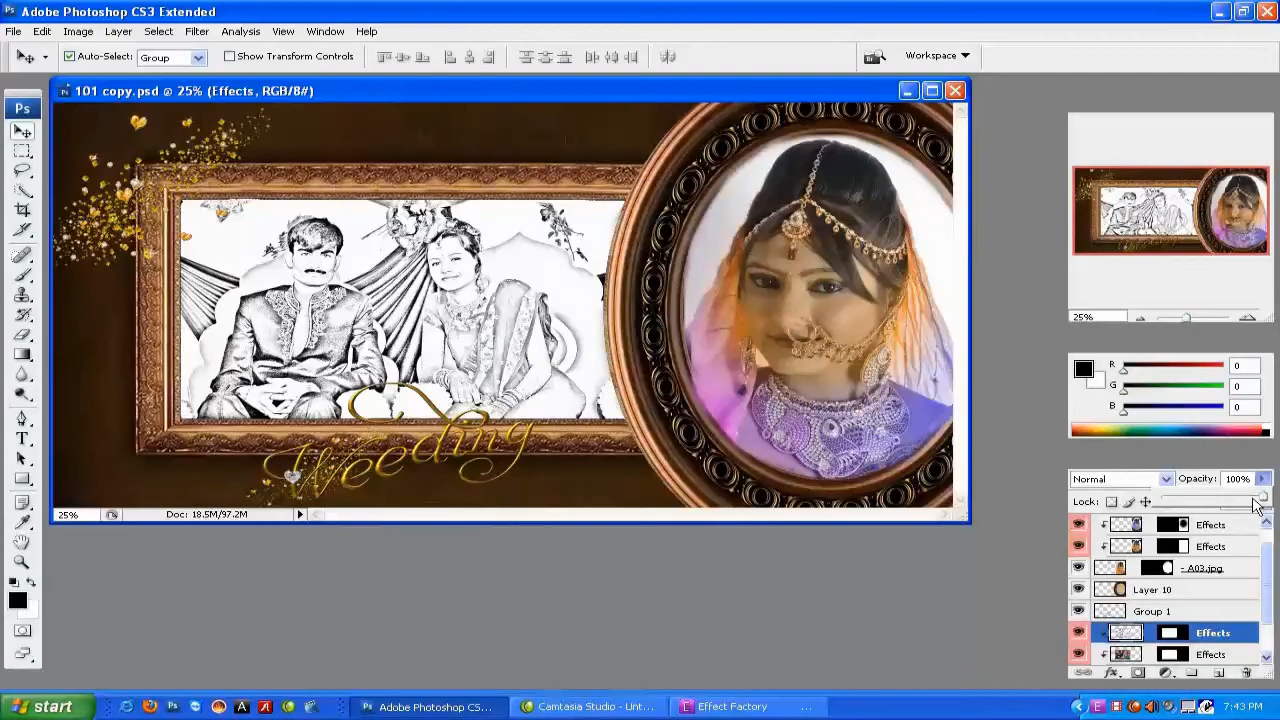 Adobe Photoshop CS3 Extended
File Edit Image Layer Select Filter Analysis View Window Help
Auto-Select: Group Show Transform Controls Workspace
101 copy.psd @ 25% (Effects, RGB/8#)
Ps
Weeding
25% Doc: 18.5M/97.2M
25%
R 0
G 0
B 0
Normal Opacity: 100%
Lock:
Effects
Effects
- A03.jpg
Layer 10
Group 1
Effects
Effects
start Adobe Photoshop CS... Camtasia Studio - Unt... Effect Factory 7:43 PM